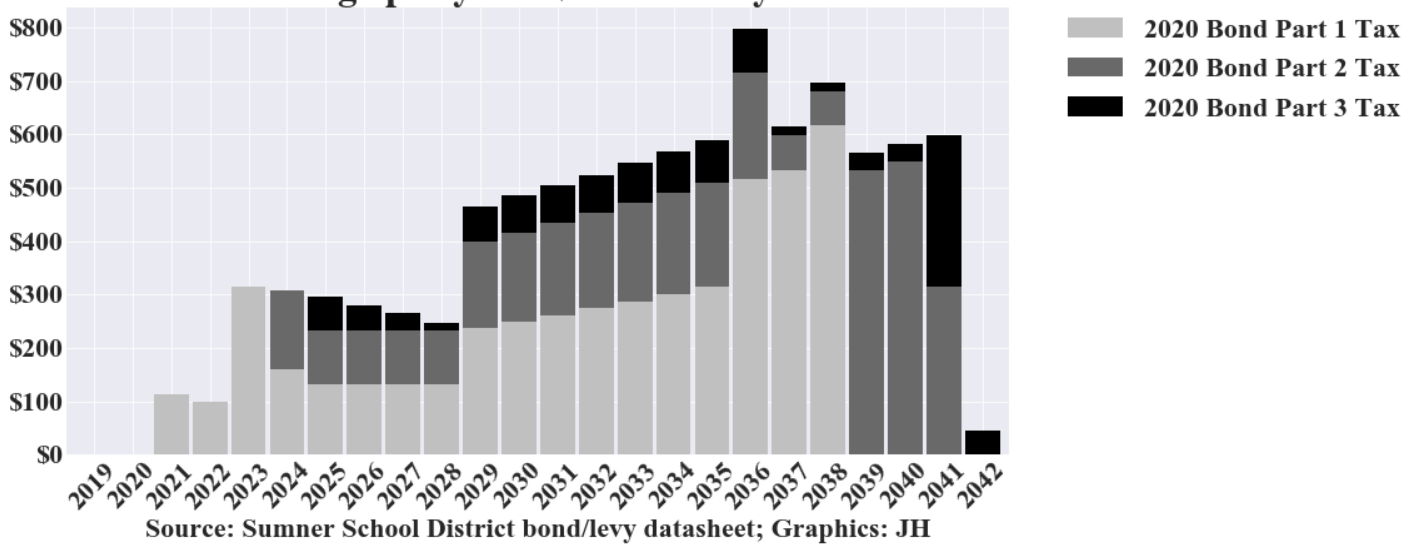 $800
$700
$600
$500
$400
$300
$200
$100
$0
2019 2020 2021 2022 2023 2024 2025 2026 2027 2028 2029 2030 2031 2032 2033 2034 2035 2036 2037 2038 2039 2040 2041 2042
Source: Sumner School District bond/levy datasheet; Graphics: JH
2020 Bond Part 1 Tax
2020 Bond Part 2 Tax
2020 Bond Part 3 Tax